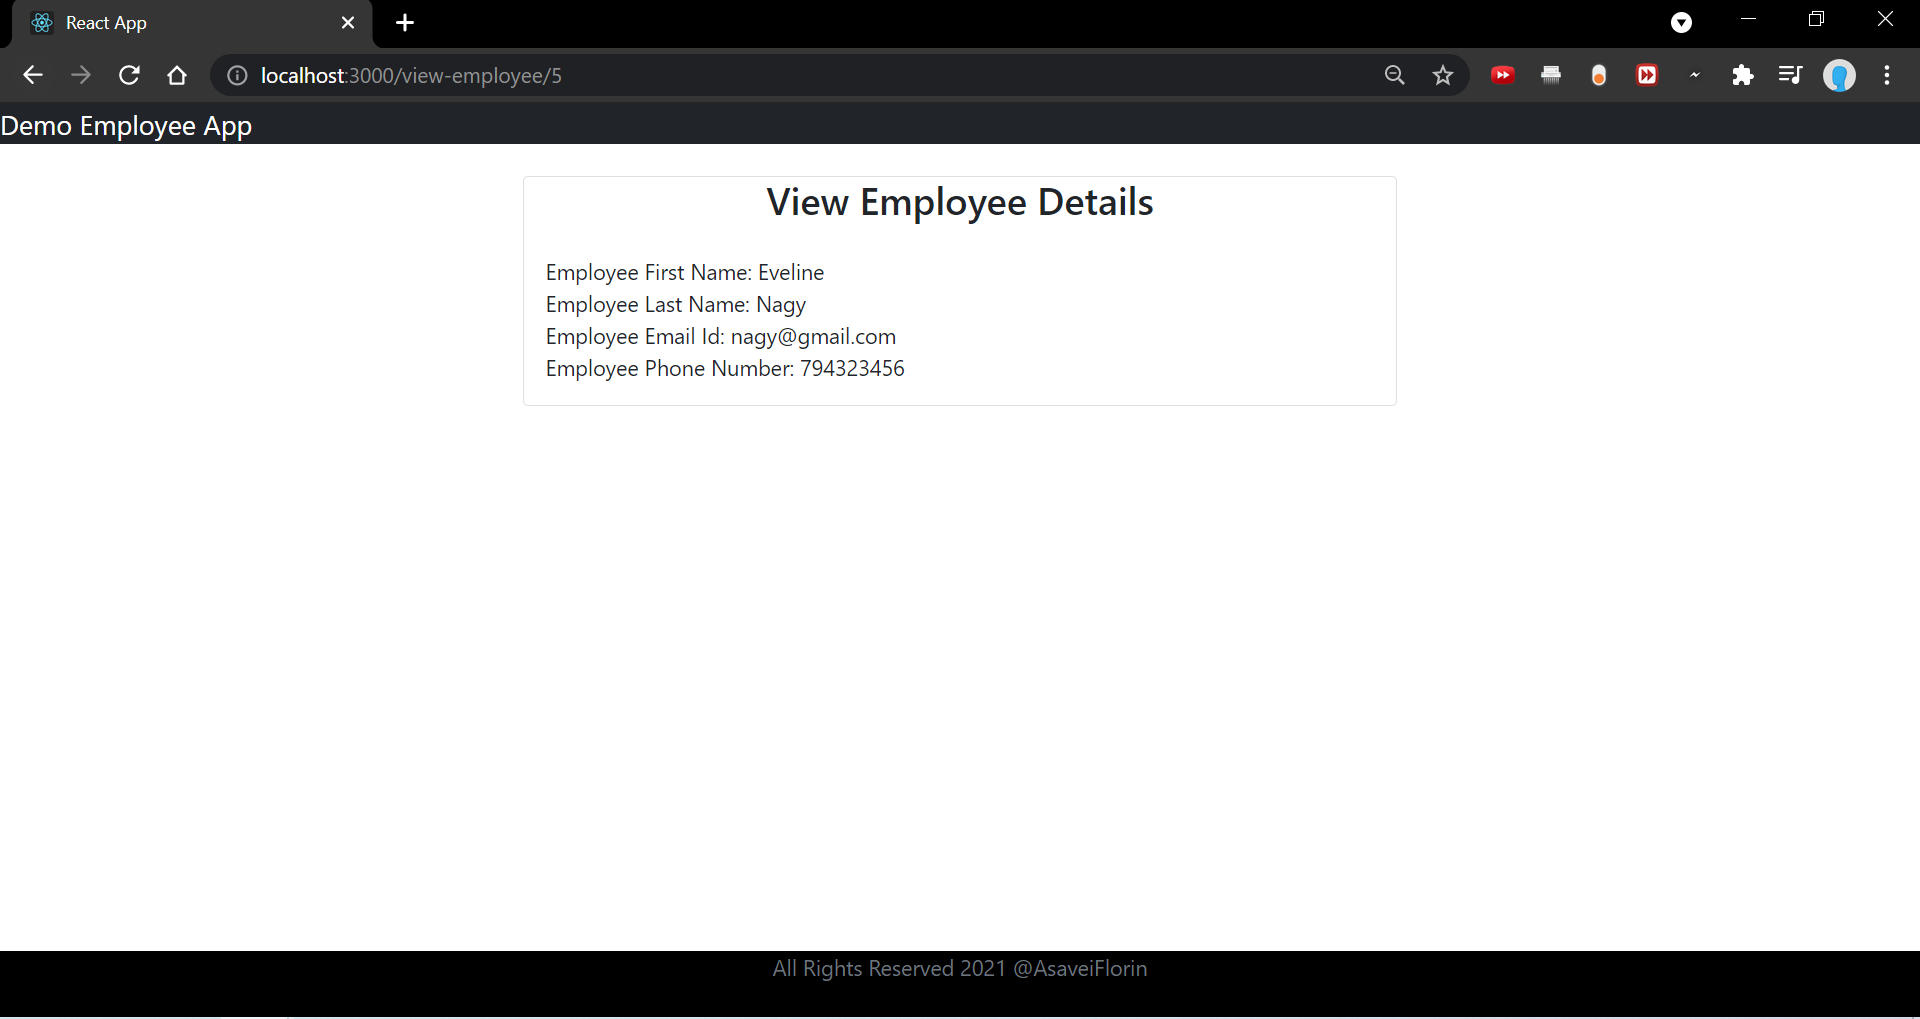 React App
localhost:3000/view-employee/5
Demo Employee App
View Employee Details
Employee First Name: Eveline
Employee Last Name: Nagy
Employee Email Id: nagy@gmail.com
Employee Phone Number: 794323456
All Rights Reserved 2021 @AsaveiFlorin